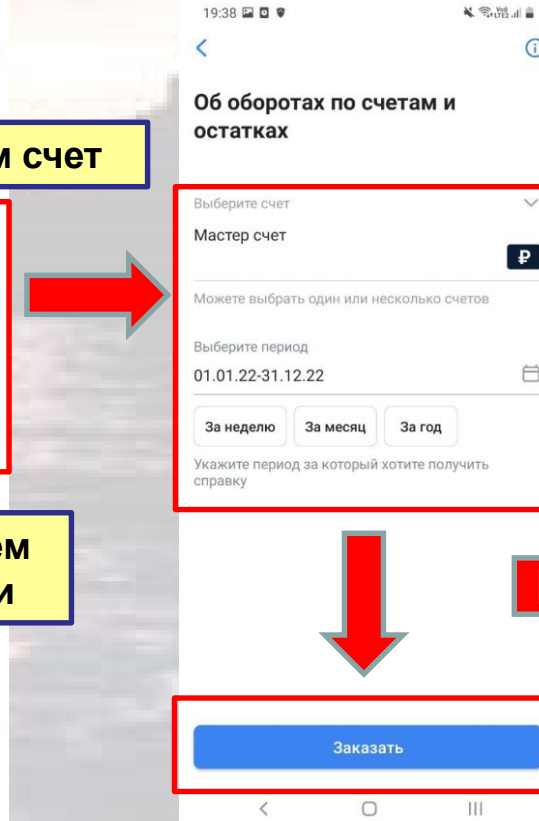 19:38
Об оборотах по счетам и
остатках
счет
Выберите счет
Мастер счет
₽
Можете выбрать один или несколько счетов
Выберите период
01.01.22-31.12.22
За неделю За месяц За год
Укажите период за который хотите получить
справку
Заказать